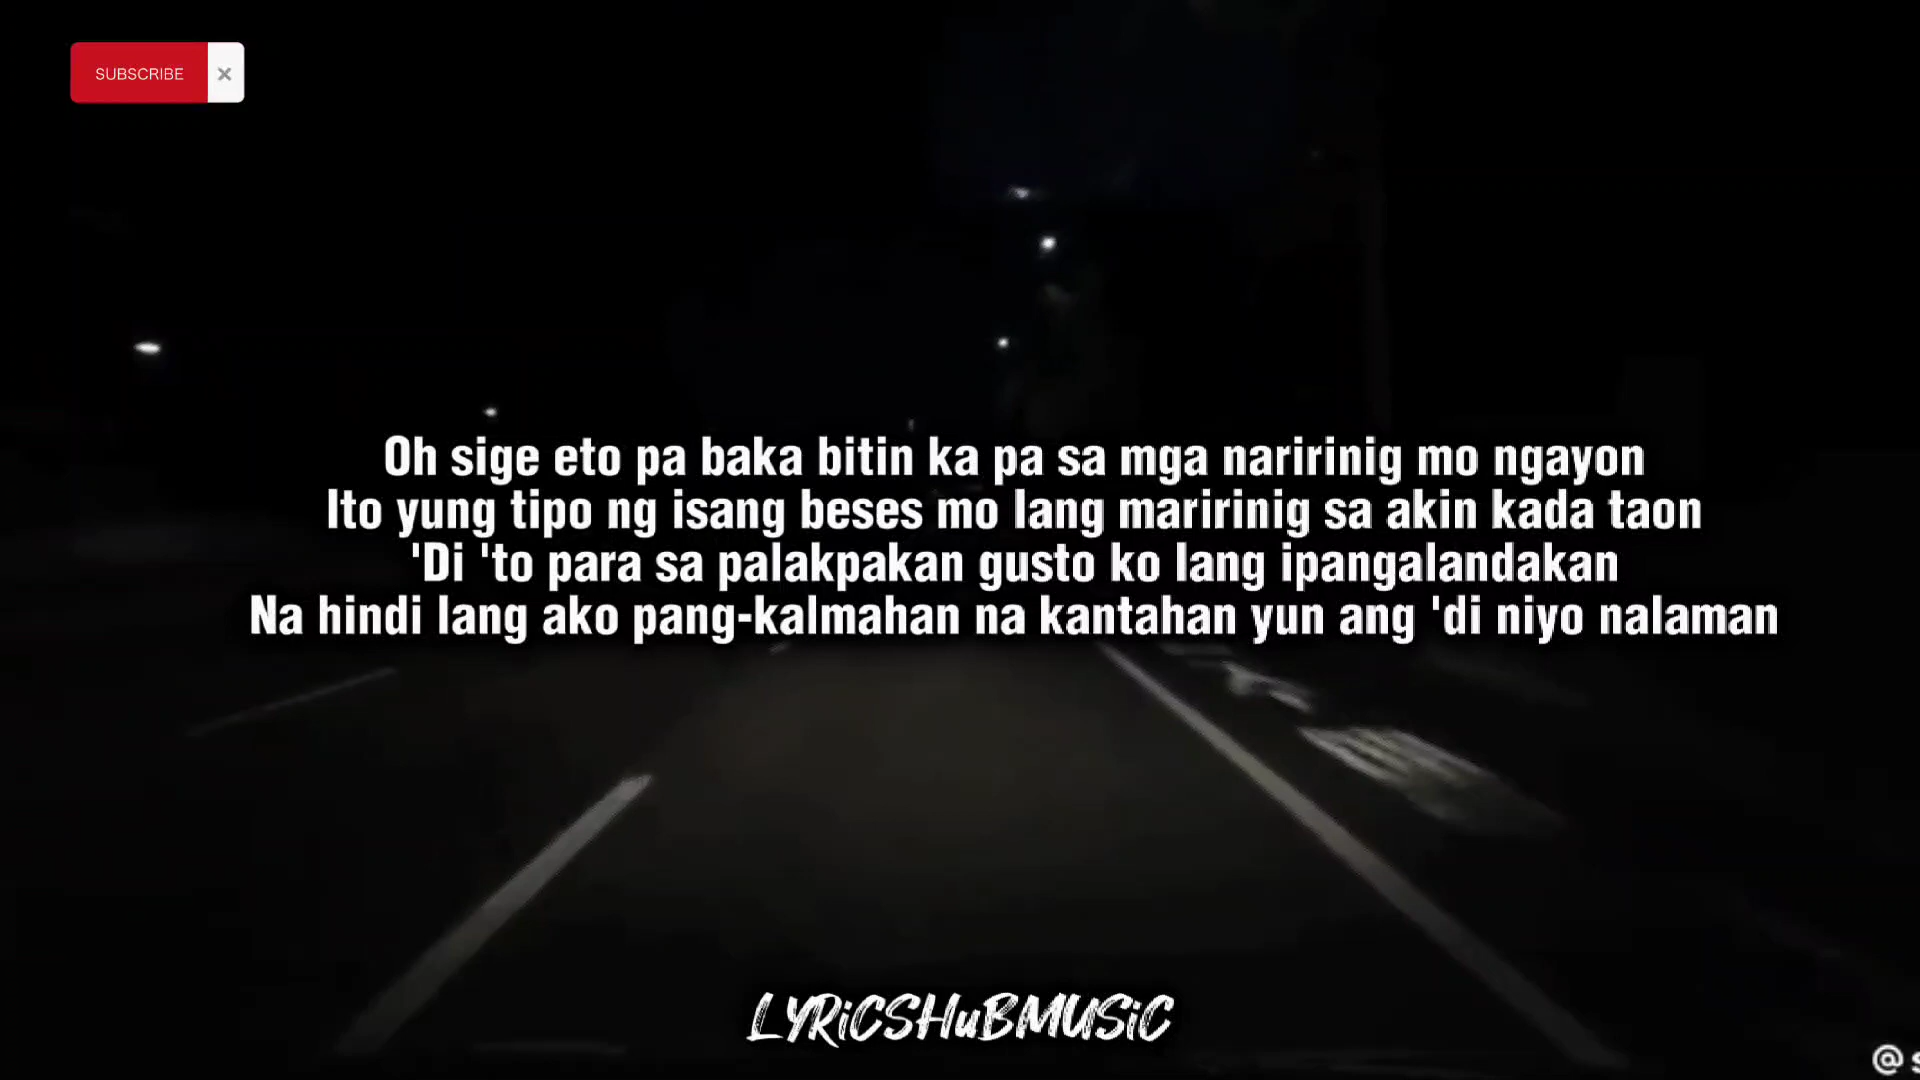 SUBSCRIBE
Oh sige eto pa baka bitin ka pa sa mga naririnig mo ngayon
Ito yung tipo ng isang beses mo lang maririnig sa akin kada taon
'Di 'to para sa palakpakan gusto ko lang ipangalandakan
Na hindi lang ako pang-kalmahan na kantahan yun ang 'di niyo nalaman
LYRiCSHuBMUSiC